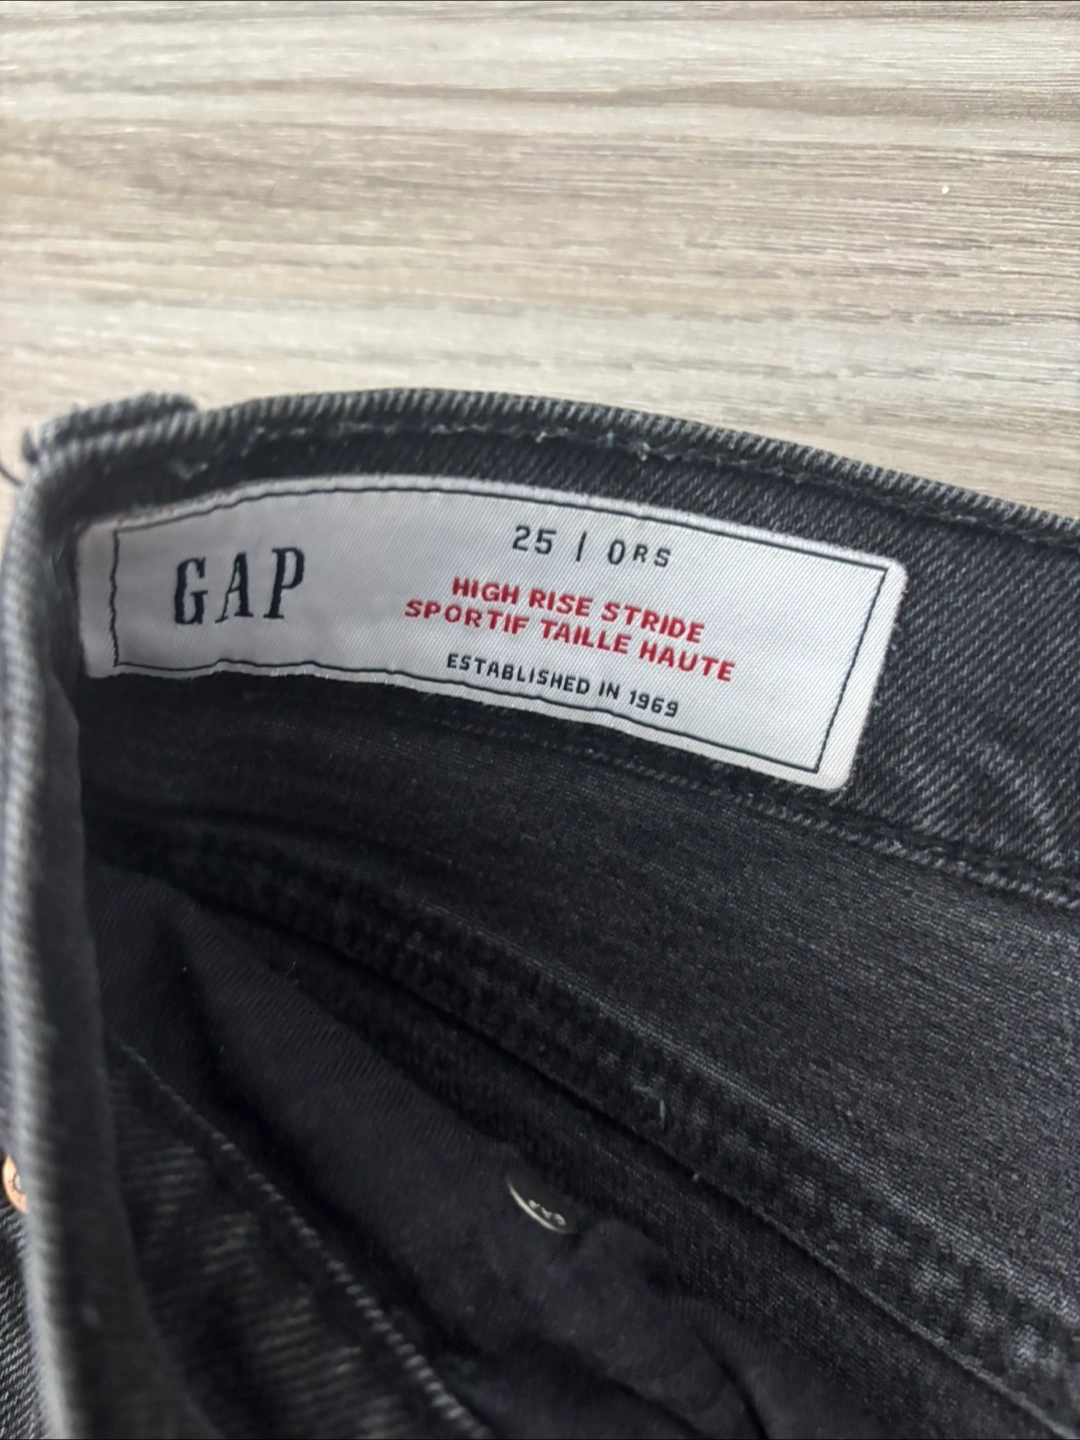 GAP
25 | 0RS
HIGH RISE STRIDE
SPORTIF TAILLE HAUTE
ESTABLISHED IN 1969